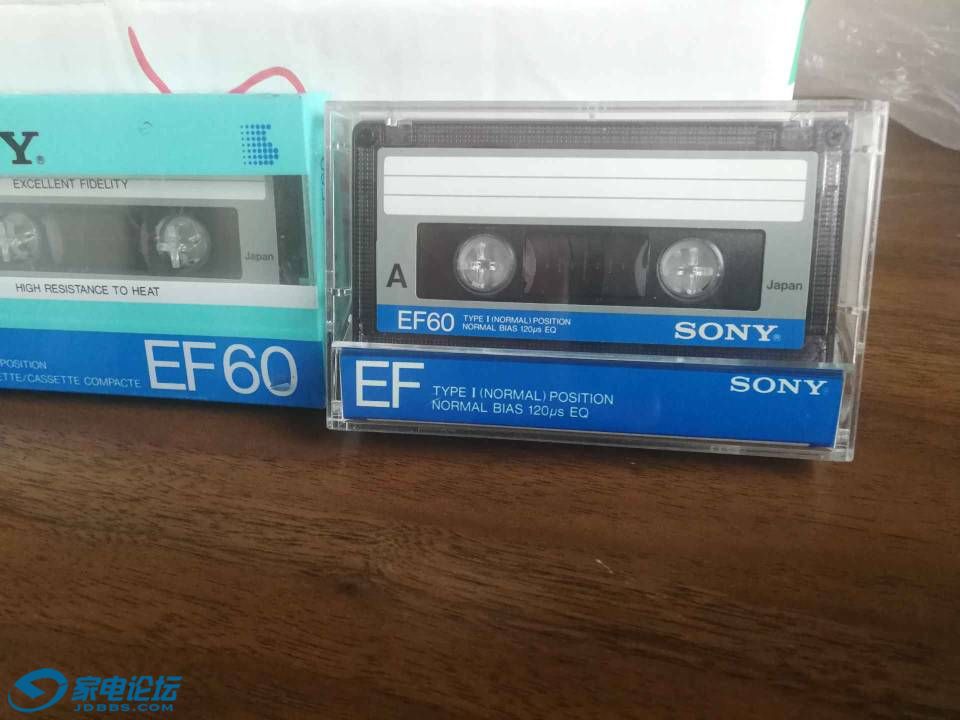 Y®
EXCELLENT FIDELITY
Japan
HIGH RESISTANCE TO HEAT
POSITION
ETTE/CASSETTE COMPACTE
EF60
A
Japan
EF60 TYPE I (NORMAL) POSITION
NORMAL BIAS 120μs EQ
SONY®
EF TYPE I (NORMAL) POSITION
NORMAL BIAS 120μs EQ
SONY®
家电论坛
JDBBS.COM